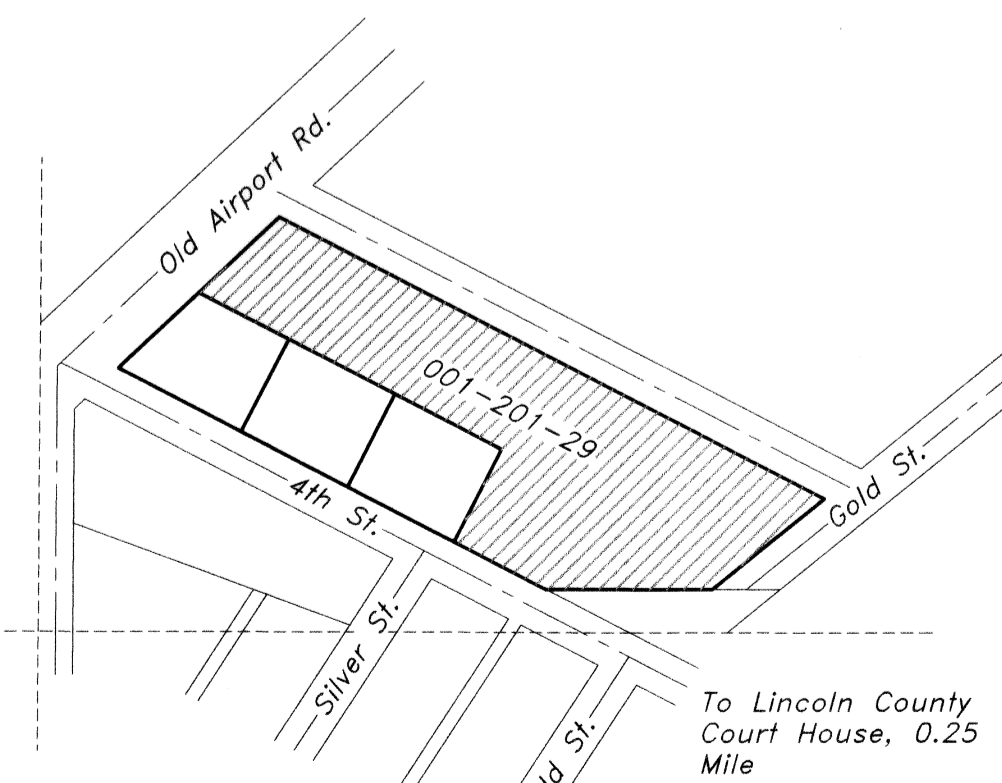 Old Airport Rd.
001-201-29
Gold St.
4th St.
Silver St.
St.
To Lincoln County
Court House, 0.25
Mile